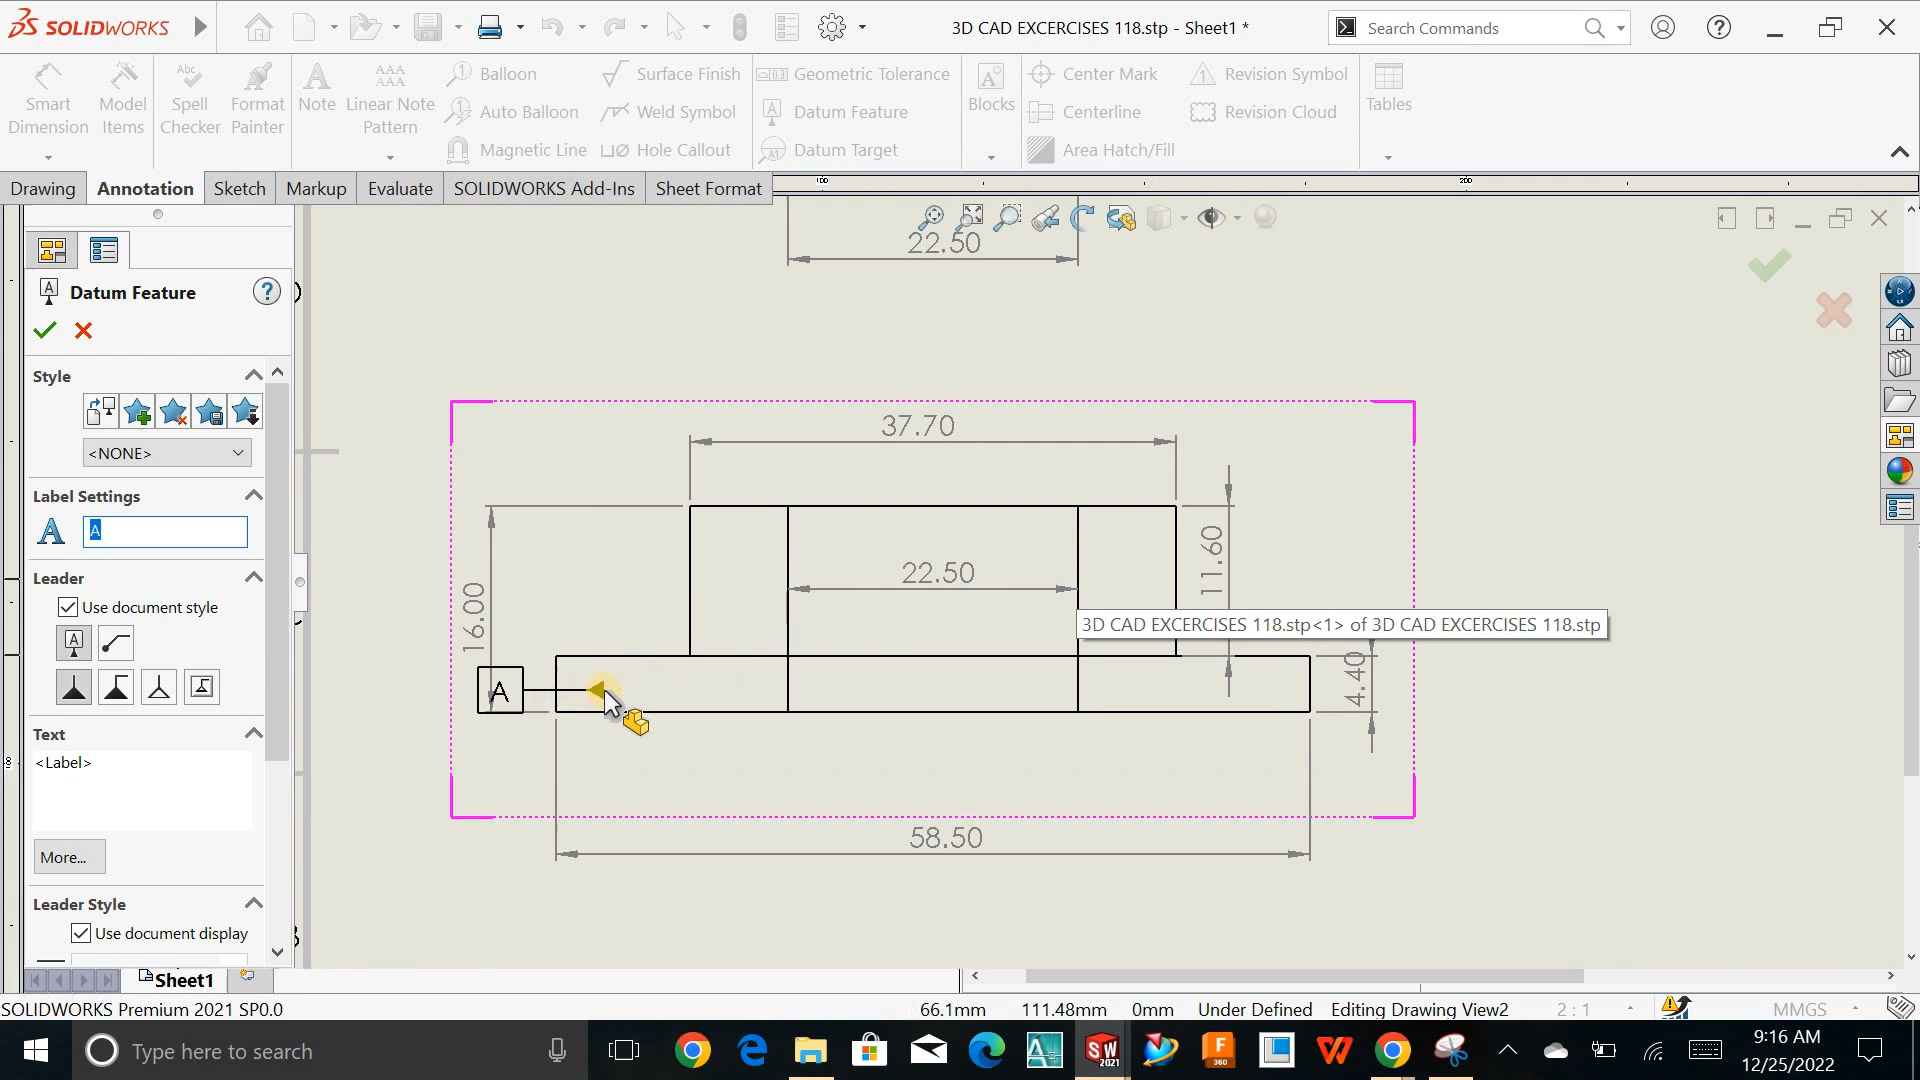 SOLIDWORKS
3D CAD EXCERCISES 118.stp - Sheet1 *
Search Commands
Smart Dimension
Model Items
Spell Checker
Format Painter
Note
Linear Note Pattern
Balloon
Auto Balloon
Magnetic Line
Surface Finish
Weld Symbol
Hole Callout
Geometric Tolerance
Datum Feature
Datum Target
Blocks
Center Mark
Centerline
Area Hatch/Fill
Revision Symbol
Revision Cloud
Tables
Drawing
Annotation
Sketch
Markup
Evaluate
SOLIDWORKS Add-Ins
Sheet Format
100
200
Datum Feature
Style
<NONE>
Label Settings
A
Leader
Use document style
Text
<Label>
More...
Leader Style
Use document display
22.50
37.70
16.00
22.50
11.60
4.40
A
58.50
3D CAD EXCERCISES 118.stp<1> of 3D CAD EXCERCISES 118.stp
Sheet1
SOLIDWORKS Premium 2021 SP0.0
66.1mm
111.48mm
0mm
Under Defined
Editing Drawing View2
2 : 1
MMGS
Type here to search
9:16 AM
12/25/2022